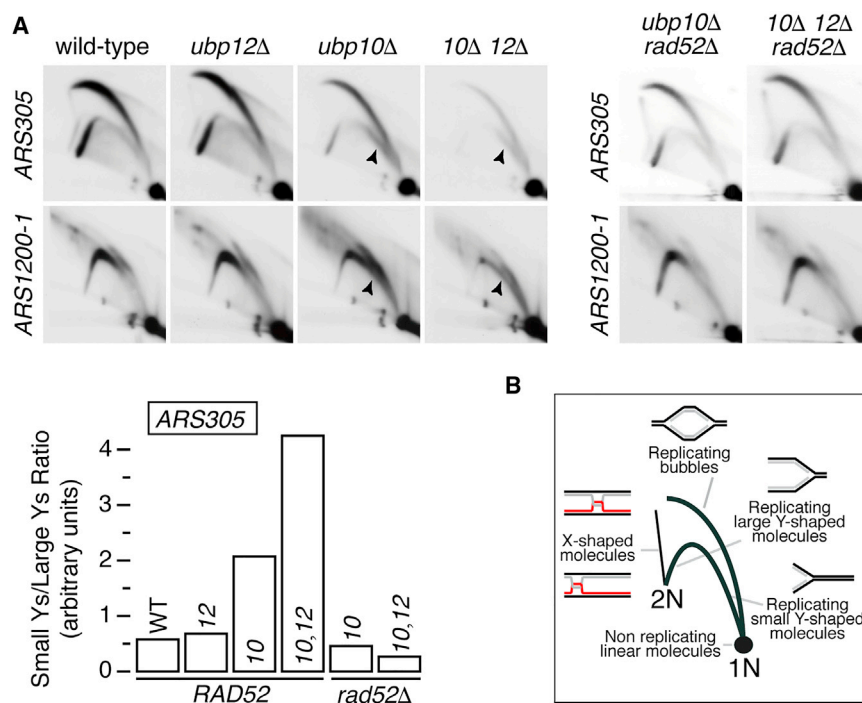 A
wild-type ubp12Δ ubp10Δ 10Δ 12Δ
ubp10Δ rad52Δ
10Δ 12Δ rad52Δ
ARS305
ARS1200-1
ARS305
ARS1200-1
ARS305
Small Ys/Large Ys Ratio
(arbitrary units)
4
3
2
1
0
WT 12 10 10,12 10 10,12
RAD52 rad52Δ
B
Replicating
bubbles
Replicating
large Y-shaped
molecules
X-shaped
molecules
2N
Replicating
small Y-shaped
molecules
Non replicating
linear molecules
1N